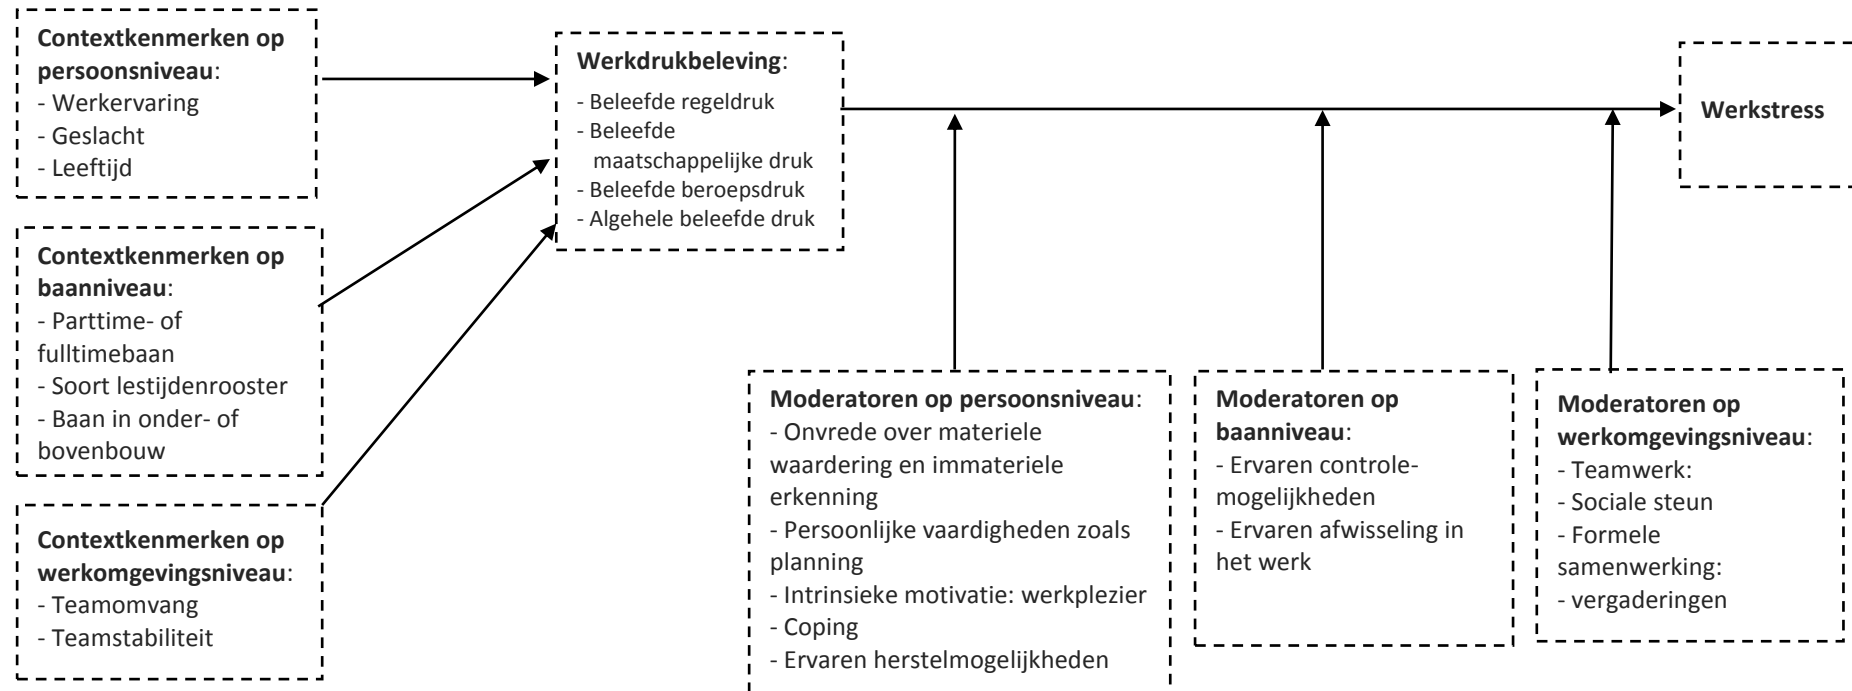 Contextkenmerken op
persoonsniveau:
- Werkervaring
- Geslacht
- Leeftijd
Contextkenmerken op
baanniveau:
- Parttime- of
fulltimebaan
- Soort lestijdenrooster
- Baan in onder- of
bovenbouw
Contextkenmerken op
werkomgevingsniveau:
- Teamomvang
- Teamstabiliteit
Werkdrukbeleving:
- Beleefde regeldruk
- Beleefde
maatschappelijke druk
- Beleefde beroepsdruk
- Algehele beleefde druk
Werkstress
Moderatoren op persoonsniveau:
- Onvrede over materiele
waardering en immateriele
erkenning
- Persoonlijke vaardigheden zoals
planning
- Intrinsieke motivatie: werkplezier
- Coping
- Ervaren herstelmogelijkheden
Moderatoren op
baanniveau:
- Ervaren controle-
mogelijkheden
- Ervaren afwisseling in
het werk
Moderatoren op
werkomgevingsniveau:
- Teamwerk:
- Sociale steun
- Formele
samenwerking:
- vergaderingen